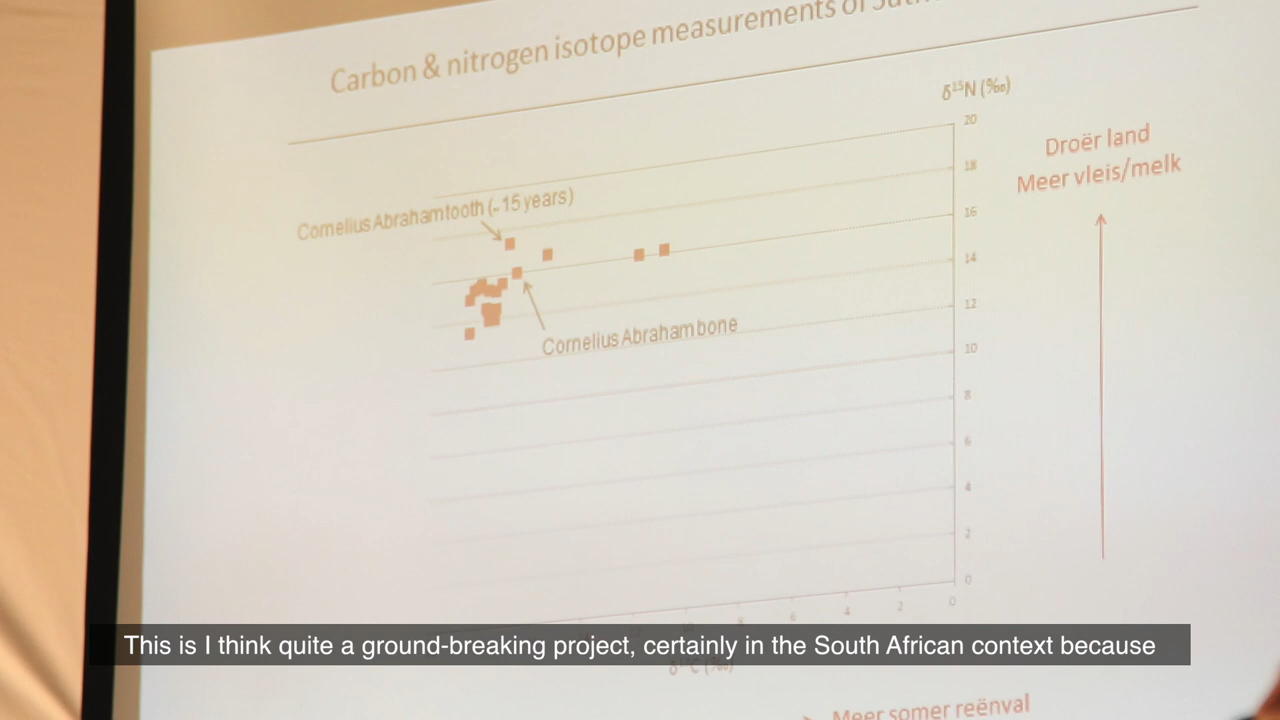 Carbon & nitrogen isotope measurements of
δ¹⁵N (‰)
20
Droër land
Meer vleis/melk
18
Cornelius Abraham tooth (~15 years)
16
14
12
Cornelius Abraham bone
10
8
6
4
2
0
8 6 4 2 0
This is I think quite a ground-breaking project, certainly in the South African context because
Meer somer reënval